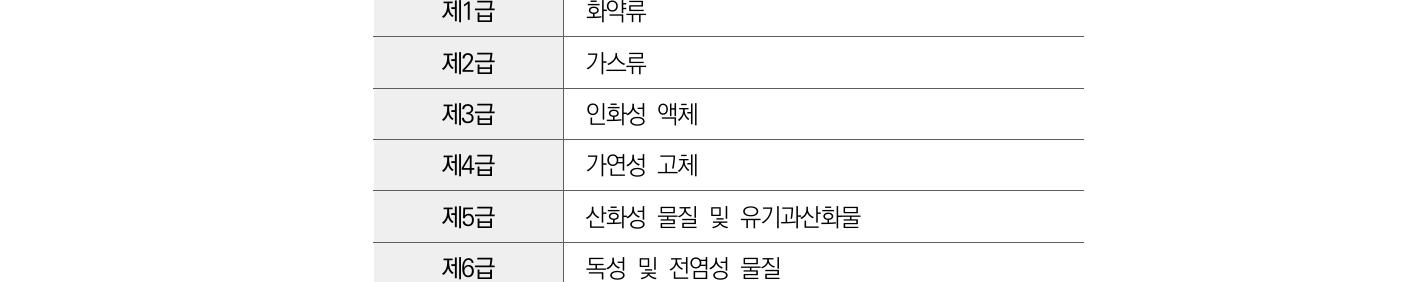 제1급 화약류
제2급 가스류
제3급 인화성 액체
제4급 가연성 고체
제5급 산화성 물질 및 유기과산화물
제6급 독성 및 전염성 물질